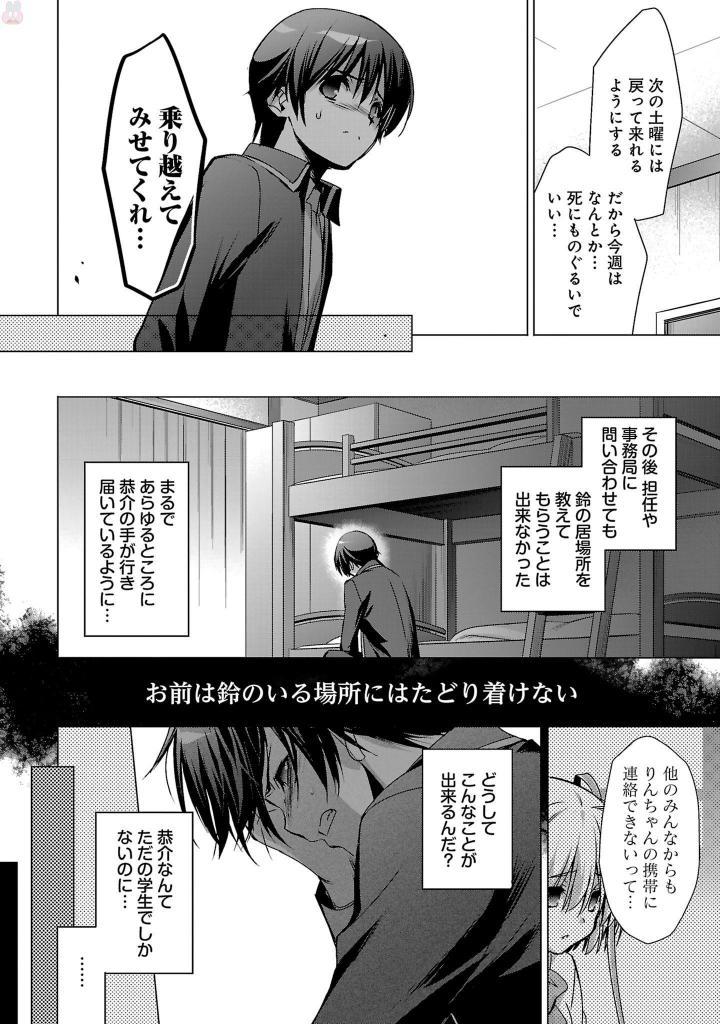 次の土曜には
戻って来れる
ようにする
だから今週は
なんとか…
死にものぐるいで
いい…
乗り越えて
みせてくれ…
その後 担任や
事務局に
問い合わせても
鈴の居場所を
教えて
もらうことは
出来なかった
まるで
あらゆるところに
恭介の手が行き
届いているように…
お前は鈴のいる場所にはたどり着けない
他のみんなからも
りんちゃんの携帯に
連絡できないって…
どうして
こんなことが
出来るんだ?
恭介なんて
ただの学生でしか
ないのに…
……